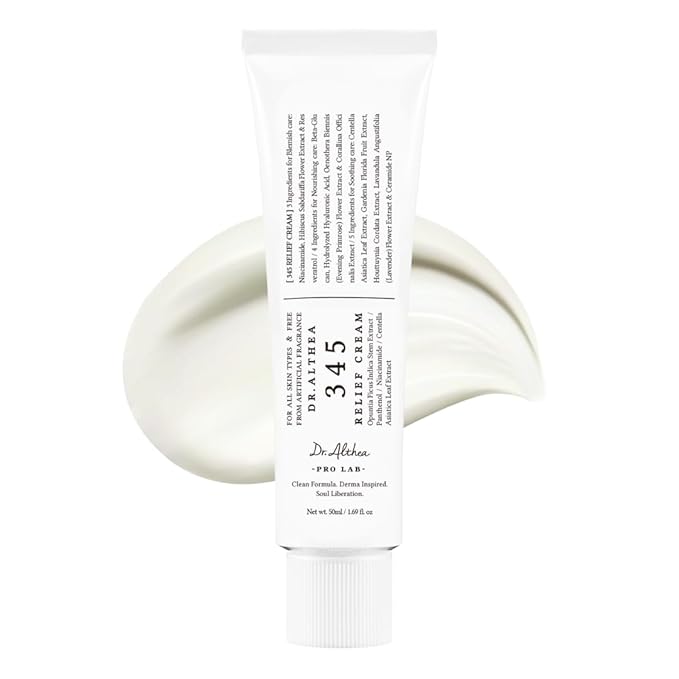 [ 345 RELIEF CREAM ] 3 Ingredients for Blemish care:
Niacinamide, Hibiscus Sabdariffa Flower Extract & Res
veratrol / 4 Ingredients for Nourishing care: Beta-Glu
can, Hydrolyzed Hyaluronic Acid, Oenothera Biennis
(Evening Primrose) Flower Extract & Corallina Offici
nalis Extract / 5 Ingredients for Soothing care: Centella
Asiatica Leaf Extract, Gardenia Florida Fruit Extract,
Houttuynia Cordata Extract, Lavandula Angustifolia
(Lavender) Flower Extract & Ceramide NP
FOR ALL SKIN TYPES & FREE
FROM ARTIFICIAL FRAGRANCE
DR.ALTHEA
345
RELIEF CREAM
Opuntia Ficus Indica Stem Extract /
Panthenol / Niacinamide / Centella
Asiatica Leaf Extract
Dr.Althea
-PRO LAB-
Clean Formula. Derma Inspired.
Soul Liberation.
Net wt. 50ml / 1.69 fl. oz